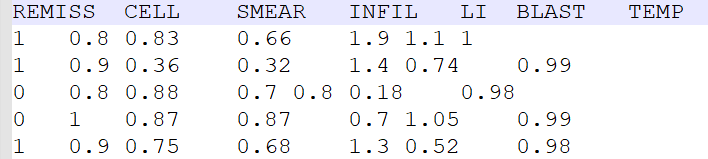 REMISS CELL SMEAR INFIL LI BLAST TEMP
1 0.8 0.83 0.66 1.9 1.1 1
1 0.9 0.36 0.32 1.4 0.74 0.99
0 0.8 0.88 0.7 0.8 0.18 0.98
0 1 0.87 0.87 0.7 1.05 0.99
1 0.9 0.75 0.68 1.3 0.52 0.98